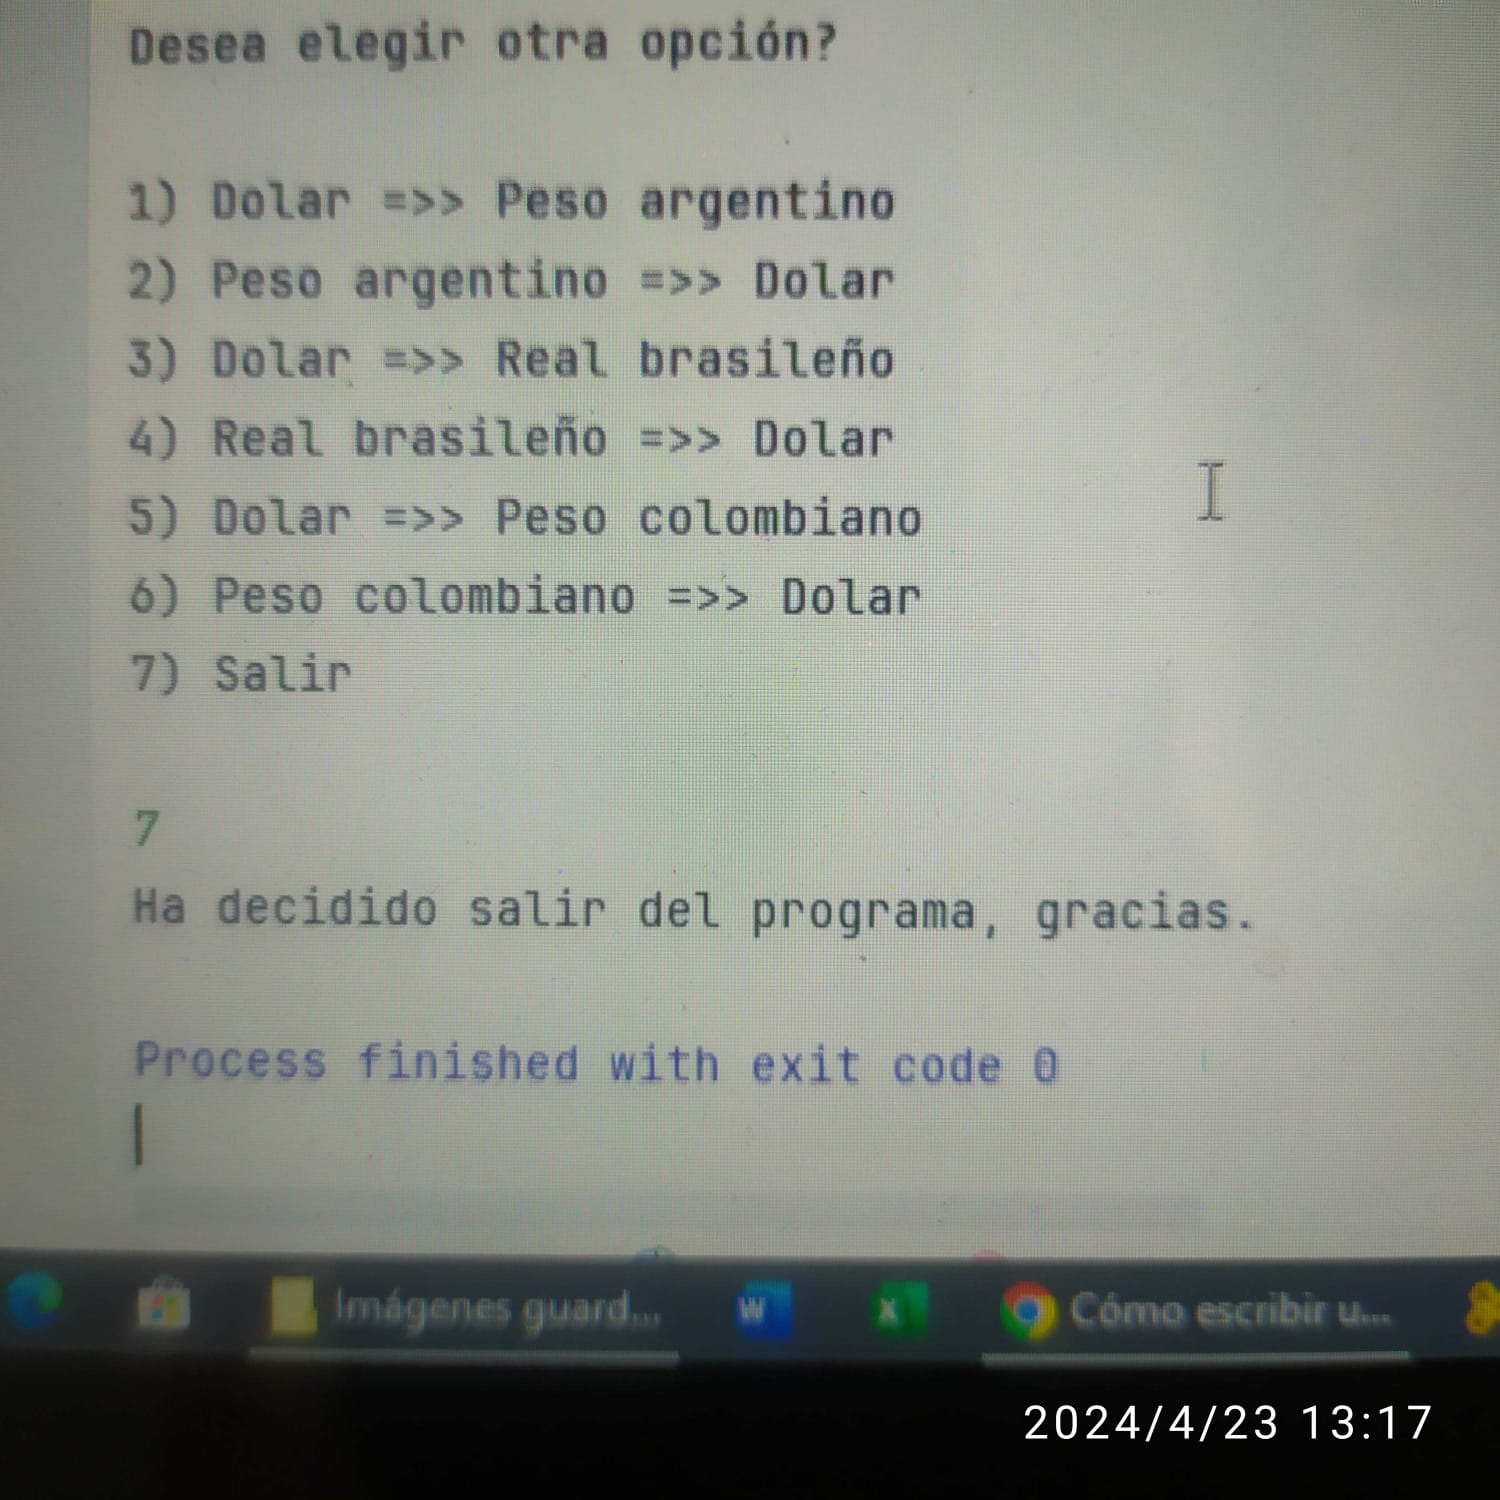 Desea elegir otra opción?
1) Dolar =>> Peso argentino
2) Peso argentino =>> Dolar
3) Dolar =>> Real brasileño
4) Real brasileño =>> Dolar
5) Dolar =>> Peso colombiano
6) Peso colombiano =>> Dolar
7) Salir
7
Ha decidido salir del programa, gracias.
Process finished with exit code 0
Imágenes guard... W X Cómo escribir u...
2024/4/23 13:17